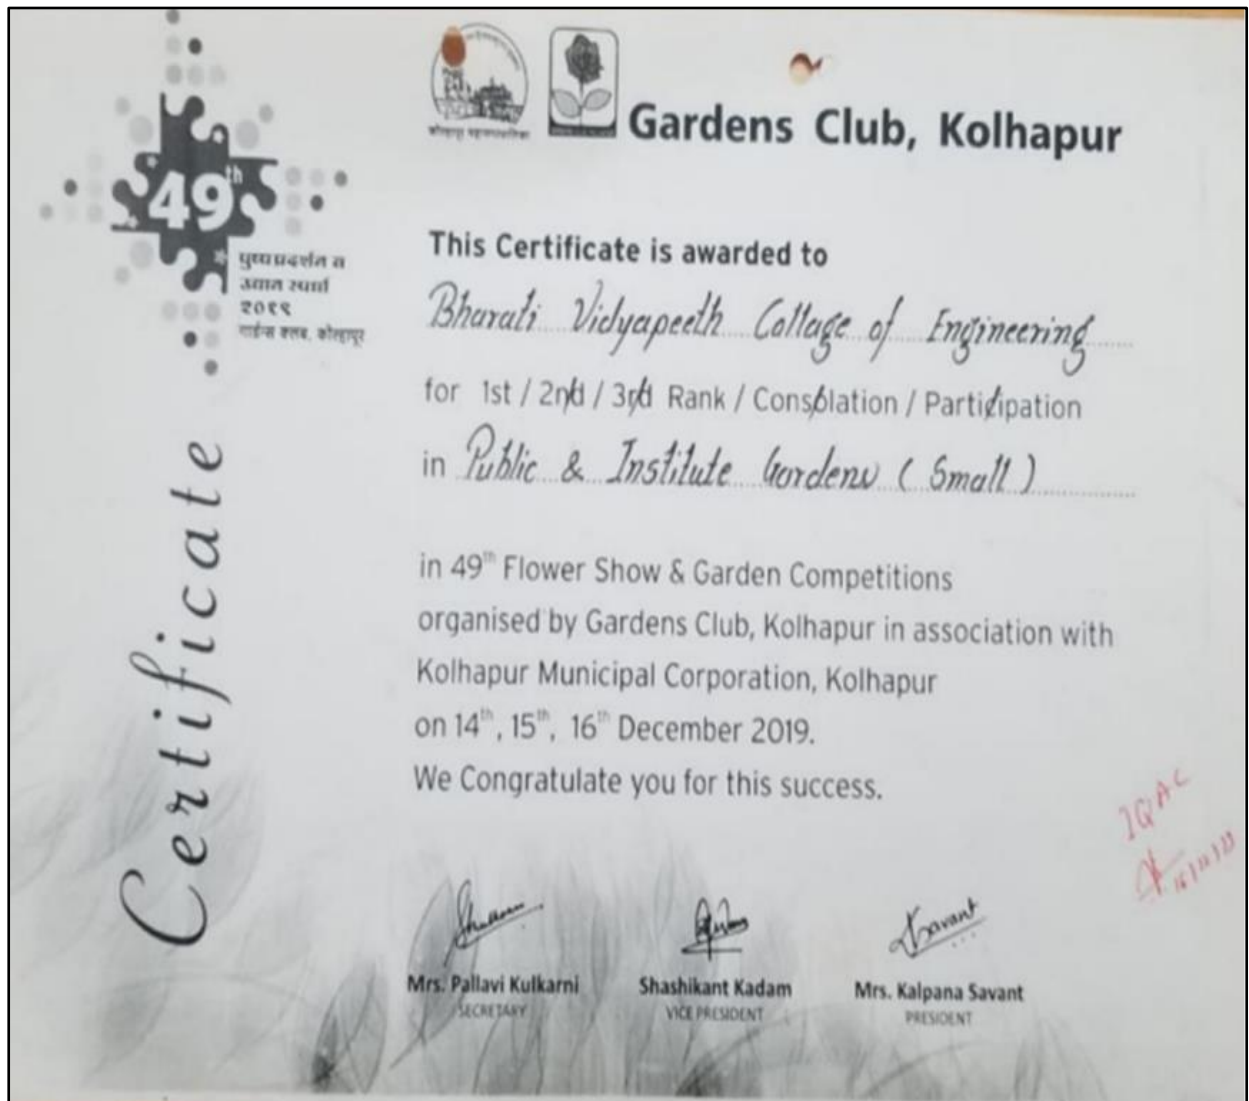 Gardens Club, Kolhapur
49th
पुष्पप्रदर्शन व
उद्यान स्पर्धा
२०१९
गार्डन्स क्लब, कोल्हापूर
Certificate
This Certificate is awarded to
Bharati Vidyapeeth Collage of Engineering
for 1st / 2nd / 3rd Rank / Consolation / Participation
in Public & Institute Gardens ( Small )
in 49th Flower Show & Garden Competitions
organised by Gardens Club, Kolhapur in association with
Kolhapur Municipal Corporation, Kolhapur
on 14th, 15th, 16th December 2019.
We Congratulate you for this success.
IQAC
Mrs. Pallavi Kulkarni
SECRETARY
Shashikant Kadam
VICE PRESIDENT
Mrs. Kalpana Savant
PRESIDENT